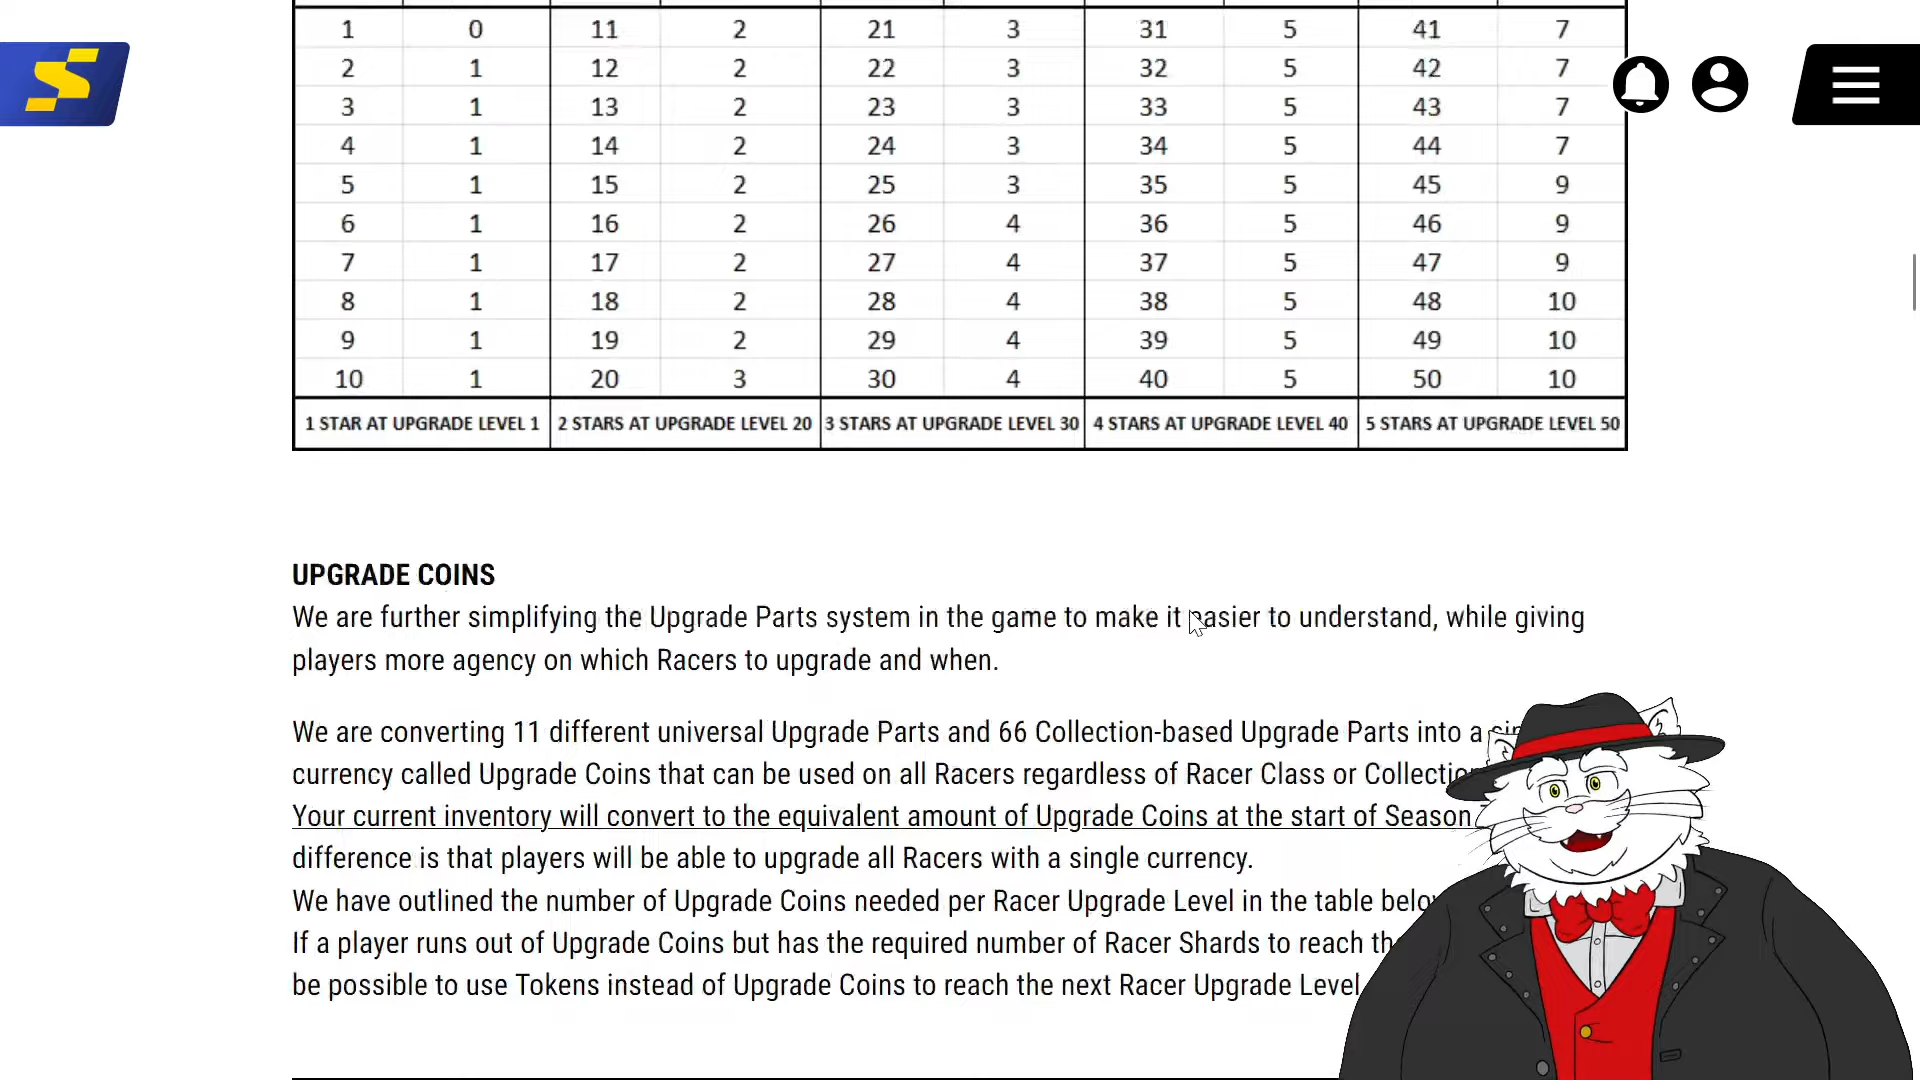 1 0 11 2 21 3 31 5 41 7
2 1 12 2 22 3 32 5 42 7
3 1 13 2 23 3 33 5 43 7
4 1 14 2 24 3 34 5 44 7
5 1 15 2 25 3 35 5 45 9
6 1 16 2 26 4 36 5 46 9
7 1 17 2 27 4 37 5 47 9
8 1 18 2 28 4 38 5 48 10
9 1 19 2 29 4 39 5 49 10
10 1 20 3 30 4 40 5 50 10
1 STAR AT UPGRADE LEVEL 1 2 STARS AT UPGRADE LEVEL 20 3 STARS AT UPGRADE LEVEL 30 4 STARS AT UPGRADE LEVEL 40 5 STARS AT UPGRADE LEVEL 50
UPGRADE COINS
We are further simplifying the Upgrade Parts system in the game to make it easier to understand, while giving
players more agency on which Racers to upgrade and when.
We are converting 11 different universal Upgrade Parts and 66 Collection-based Upgrade Parts into a
currency called Upgrade Coins that can be used on all Racers regardless of Racer Class or
Your current inventory will convert to the equivalent amount of Upgrade Coins at the start of Season
difference is that players will be able to upgrade all Racers with a single currency.
We have outlined the number of Upgrade Coins needed per Racer Upgrade Level in the table
If a player runs out of Upgrade Coins but has the required number of Racer Shards to reach
be possible to use Tokens instead of Upgrade Coins to reach the next Racer Upgrade Level